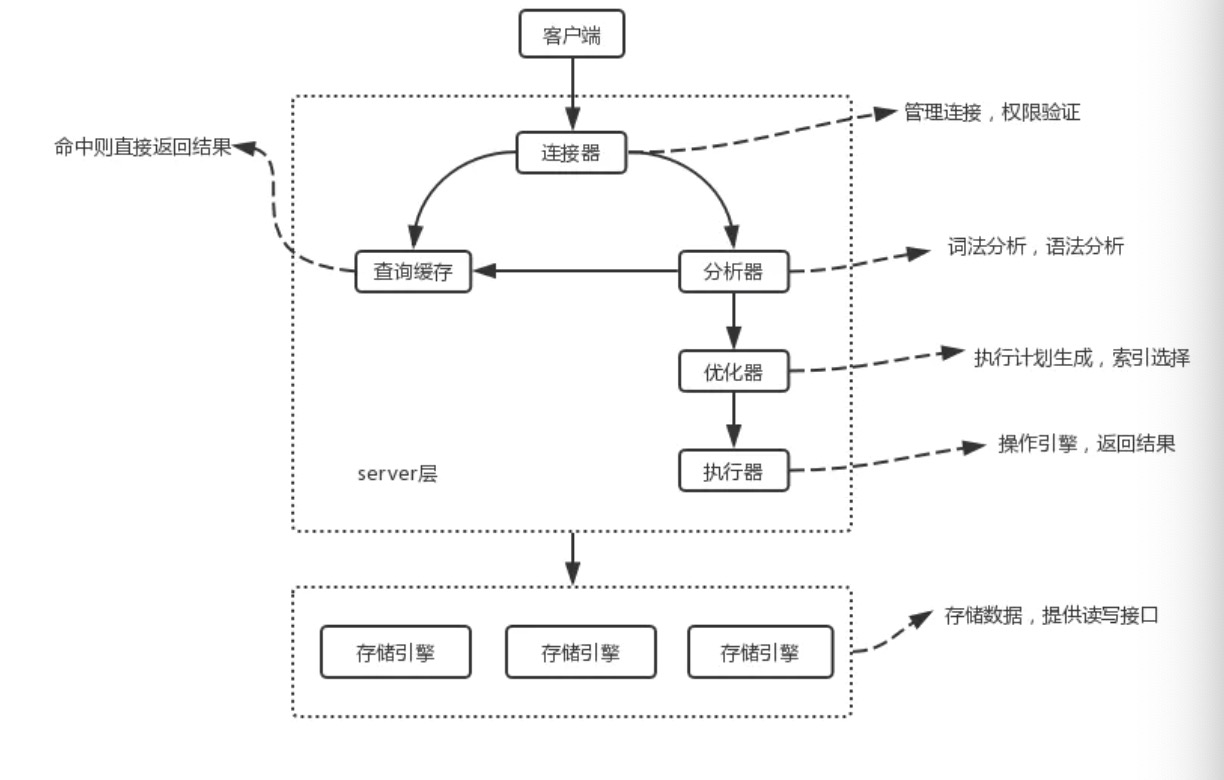 客户端
管理连接，权限验证
命中则直接返回结果
连接器
词法分析，语法分析
查询缓存
分析器
执行计划生成，索引选择
优化器
操作引擎，返回结果
执行器
server层
存储数据，提供读写接口
存储引擎
存储引擎
存储引擎